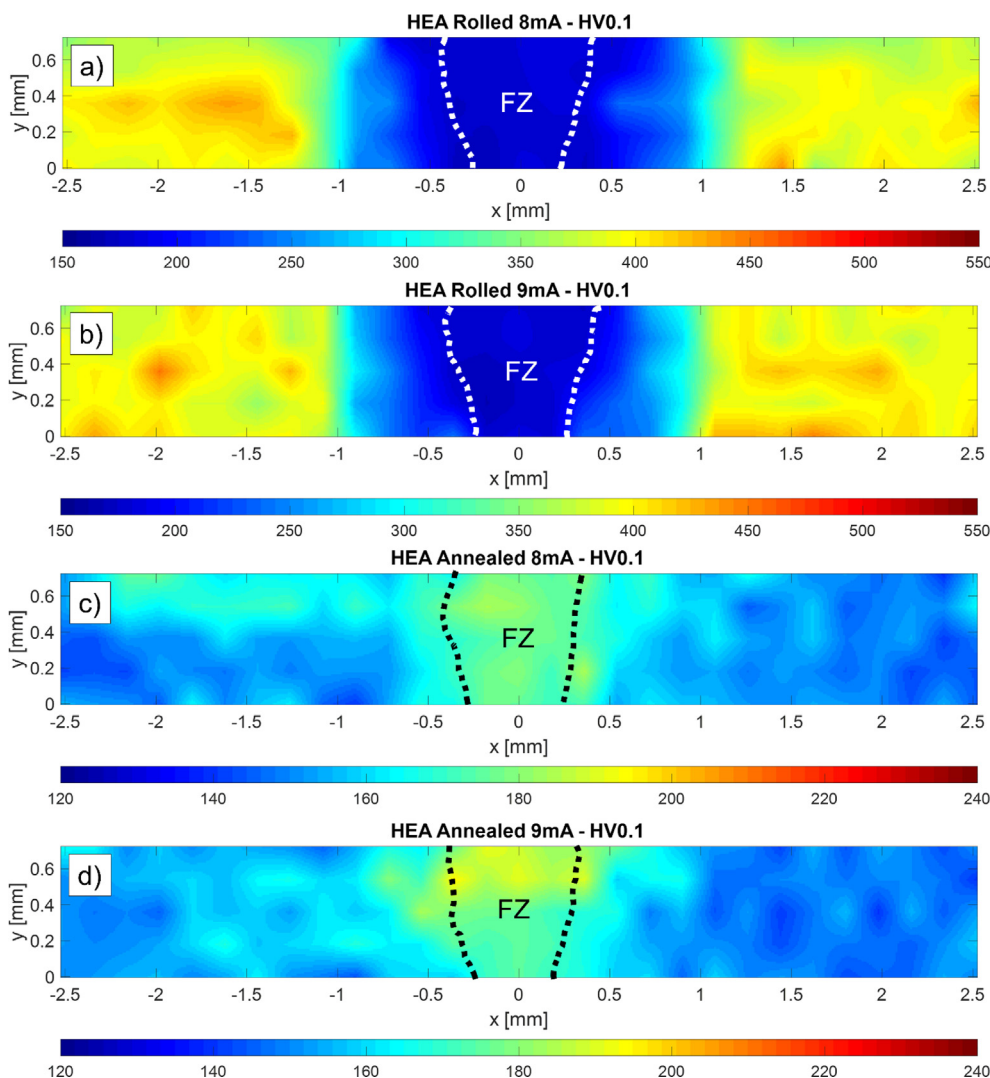 HEA Rolled 8mA - HV0.1
a)
FZ
y [mm]
0.6
0.4
0.2
0
-2.5 -2 -1.5 -1 -0.5 0 0.5 1 1.5 2 2.5
x [mm]
150 200 250 300 350 400 450 500 550
HEA Rolled 9mA - HV0.1
b)
FZ
y [mm]
0.6
0.4
0.2
0
-2.5 -2 -1.5 -1 -0.5 0 0.5 1 1.5 2 2.5
x [mm]
150 200 250 300 350 400 450 500 550
HEA Annealed 8mA - HV0.1
c)
FZ
y [mm]
0.6
0.4
0.2
0
-2.5 -2 -1.5 -1 -0.5 0 0.5 1 1.5 2 2.5
x [mm]
120 140 160 180 200 220 240
HEA Annealed 9mA - HV0.1
d)
FZ
y [mm]
0.6
0.4
0.2
0
-2.5 -2 -1.5 -1 -0.5 0 0.5 1 1.5 2 2.5
x [mm]
120 140 160 180 200 220 240